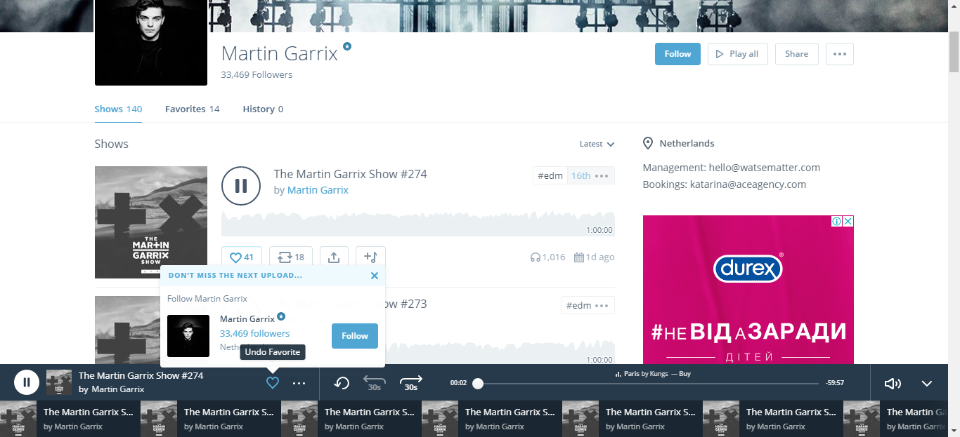 Martin Garrix
33,469 Followers
Follow
Play all
Share
Shows 140
Favorites 14
History 0
Shows
Latest
Netherlands
Management: hello@watsematter.com
Bookings: katarina@aceagency.com
The Martin Garrix Show #274
by Martin Garrix
#edm 16th
1:00:00
THE
MARTIN
GARRIX
SHOW
41
18
1,016
1d ago
DON'T MISS THE NEXT UPLOAD...
Follow Martin Garrix
Martin Garrix
33,469 followers
Neth
Follow
Undo Favorite
ow #273
#edm
1:00:00
durex
#НЕ ВІД А ЗАРАДИ
ДІТЕЙ
The Martin Garrix Show #274
by Martin Garrix
30s
30s
00:02
Paris by Kungs — Buy
-59:57
The Martin Garrix S...
by Martin Garrix
The Martin Garrix S...
by Martin Garrix
The Martin Garrix S...
by Martin Garrix
The Martin Garrix S...
by Martin Garrix
The Martin Garrix S...
by Martin Garrix
The Martin Garrix S...
by Martin Garrix
The Martin G
by Martin Garrix